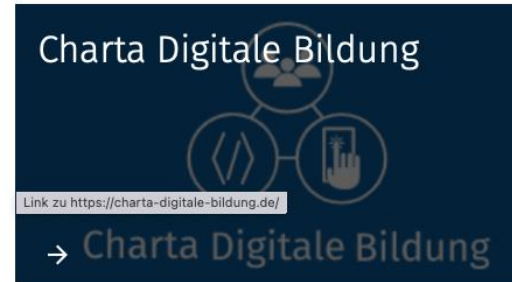 Charta Digitale Bildung
Link zu https://charta-digitale-bildung.de/
→ Charta Digitale Bildung